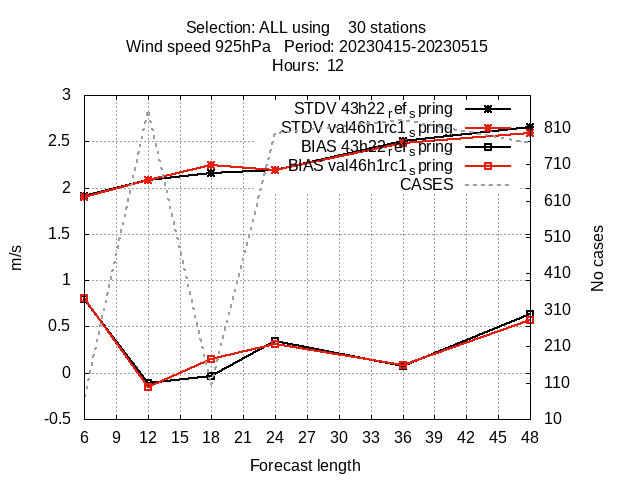 Selection: ALL using 30 stations
Wind speed 925hPa Period: 20230415-20230515
Hours: 12
STDV 43h22_ref_spring
STDV val46h1rc1_spring
BIAS 43h22_ref_spring
BIAS val46h1rc1_spring
CASES
3
2.5
2
1.5
1
0.5
0
-0.5
m/s
810
710
610
510
410
310
210
110
10
No cases
6 9 12 15 18 21 24 27 30 33 36 39 42 45 48
Forecast length